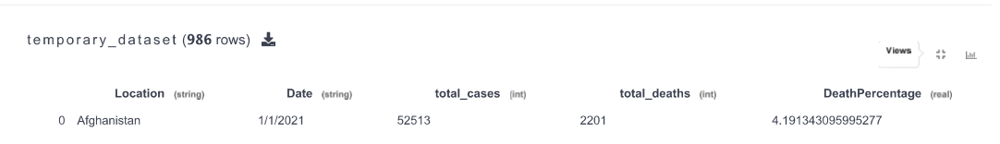 temporary_dataset (986 rows)
Views
Location (string) Date (string) total_cases (int) total_deaths (int) DeathPercentage (real)
0 Afghanistan 1/1/2021 52513 2201 4.191343095995277